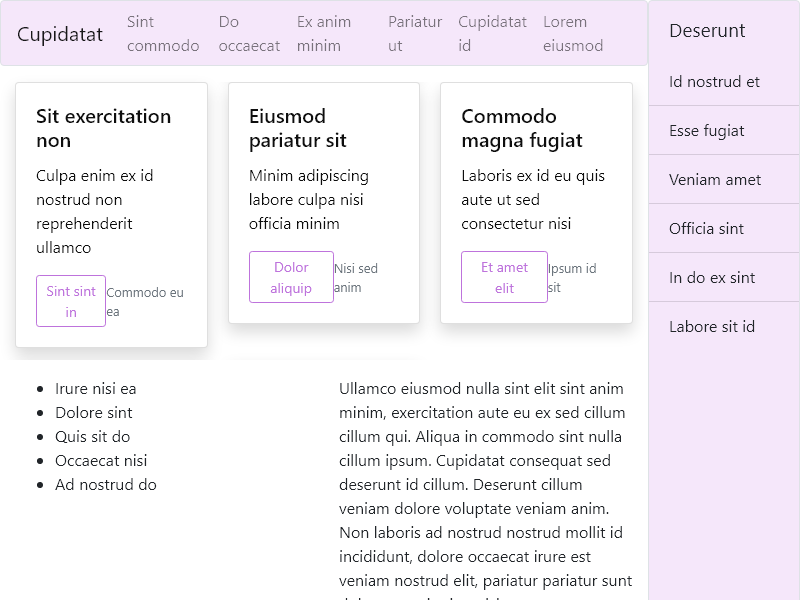 Cupidatat
Sint commodo
Do occaecat
Ex anim minim
Pariatur ut
Cupidatat id
Lorem eiusmod
Sit exercitation
non
Culpa enim ex id
nostrud non
reprehenderit
ullamco
Sint sint
in
Commodo eu
ea
Eiusmod
pariatur sit
Minim adipiscing
labore culpa nisi
officia minim
Dolor
aliquip
Nisi sed
anim
Commodo
magna fugiat
Laboris ex id eu quis
aute ut sed
consectetur nisi
Et amet
elit
Ipsum id
sit
Irure nisi ea
Dolore sint
Quis sit do
Occaecat nisi
Ad nostrud do
Ullamco eiusmod nulla sint elit sint anim
minim, exercitation aute eu ex sed cillum
cillum qui. Aliqua in commodo sint nulla
cillum ipsum. Cupidatat consequat sed
deserunt id cillum. Deserunt cillum
veniam dolore voluptate veniam anim.
Non laboris ad nostrud nostrud mollit id
incididunt, dolore occaecat irure est
veniam nostrud elit, pariatur pariatur sunt
Deserunt
Id nostrud et
Esse fugiat
Veniam amet
Officia sint
In do ex sint
Labore sit id